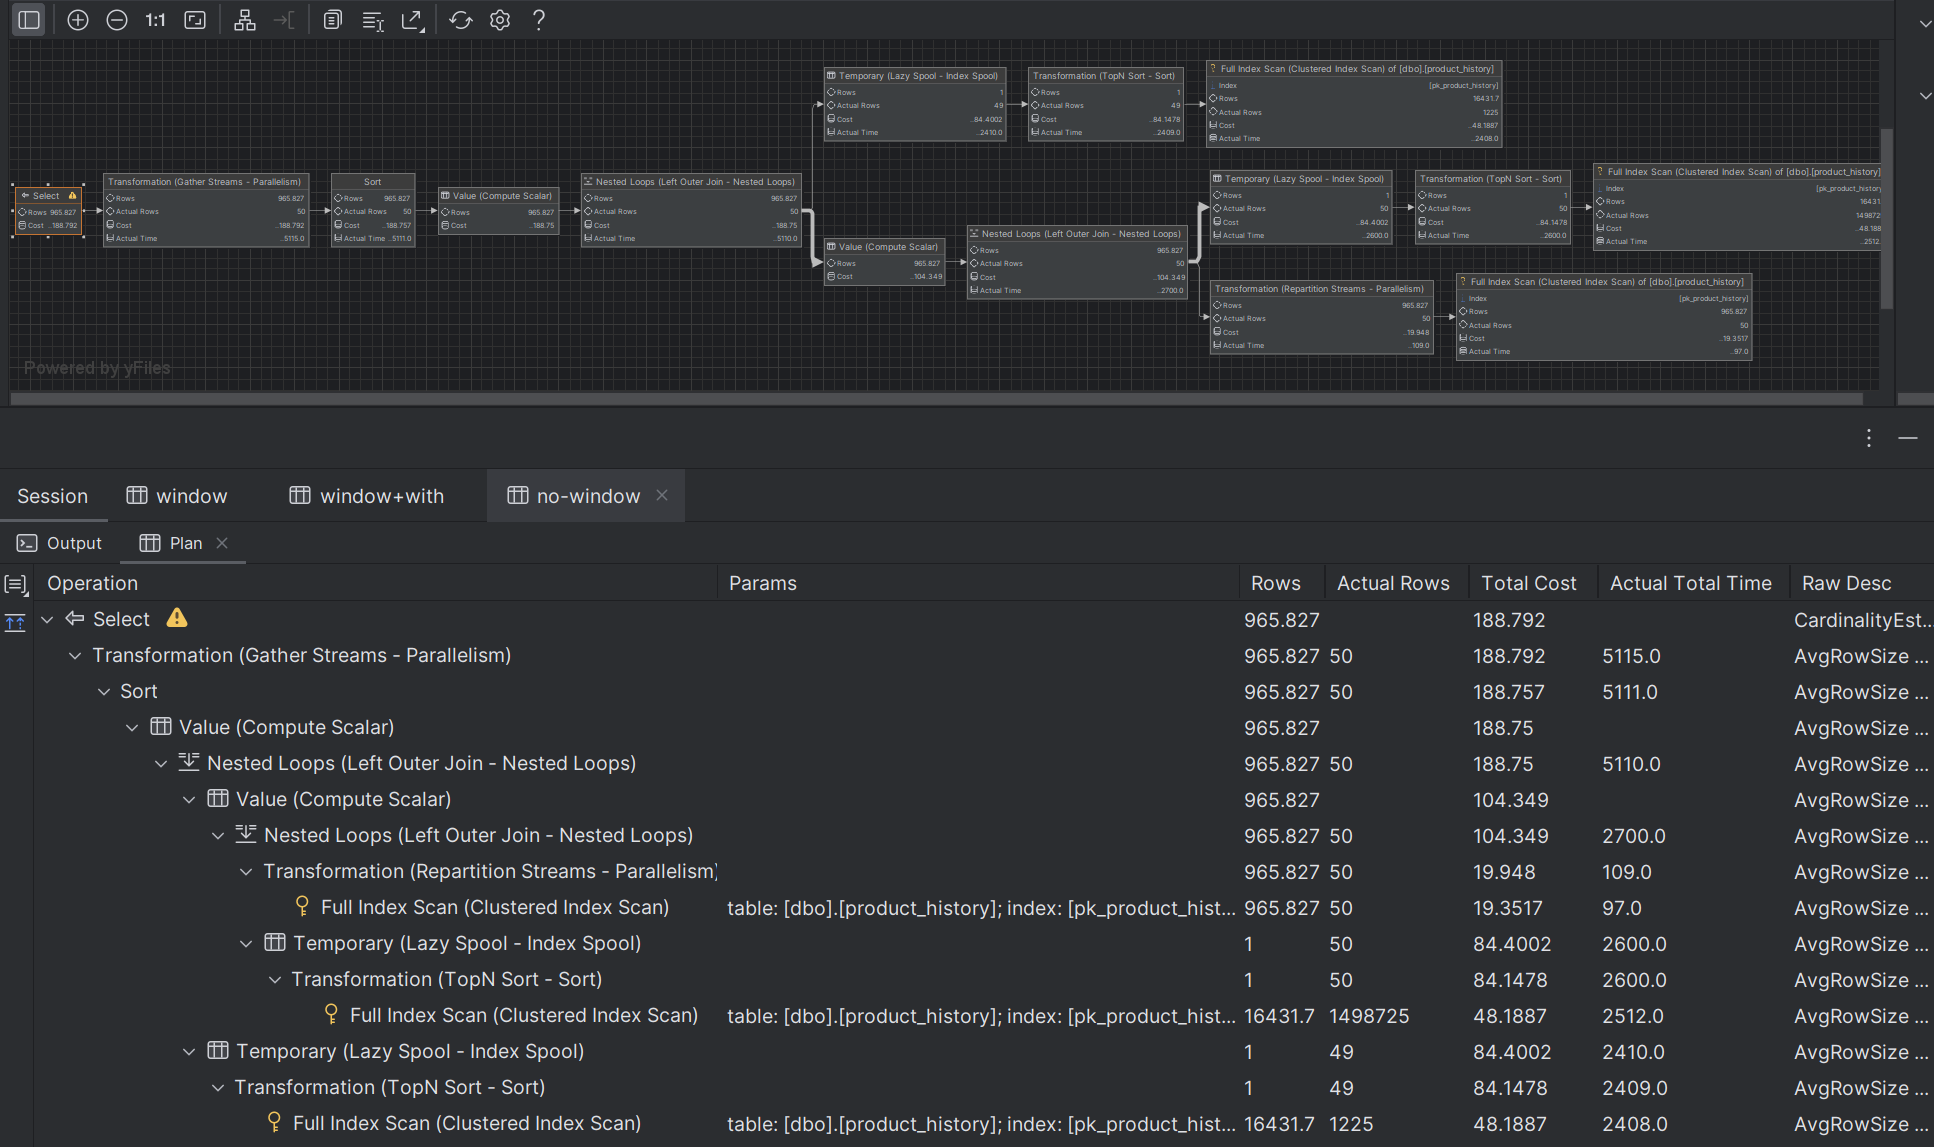 1:1
Temporary (Lazy Spool - Index Spool)
Rows 1
Actual Rows 49
Cost ..84.4002
Actual Time ..2410.0
Transformation (TopN Sort - Sort)
Rows 1
Actual Rows 49
Cost ..84.1478
Actual Time ..2409.0
Full Index Scan (Clustered Index Scan) of [dbo].[product_history]
Index [pk_product_history]
Rows 16431.7
Actual Rows 1225
Cost ..48.1887
Actual Time ..2408.0
Select
Rows 965.827
Cost ..188.792
Transformation (Gather Streams - Parallelism)
Rows 965.827
Actual Rows 50
Cost ..188.792
Actual Time ..5115.0
Sort
Rows 965.827
Actual Rows 50
Cost ..188.757
Actual Time ..5111.0
Value (Compute Scalar)
Rows 965.827
Cost ..188.75
Nested Loops (Left Outer Join - Nested Loops)
Rows 965.827
Actual Rows 50
Cost ..188.75
Actual Time ..5110.0
Value (Compute Scalar)
Rows 965.827
Cost ..104.349
Nested Loops (Left Outer Join - Nested Loops)
Rows 965.827
Actual Rows 50
Cost ..104.349
Actual Time ..2700.0
Temporary (Lazy Spool - Index Spool)
Rows 1
Actual Rows 50
Cost ..84.4002
Actual Time ..2600.0
Transformation (TopN Sort - Sort)
Rows 1
Actual Rows 50
Cost ..84.1478
Actual Time ..2600.0
Full Index Scan (Clustered Index Scan) of [dbo].[product_history]
Index [pk_product_history
Rows 16431.
Actual Rows 149872
Cost ..48.188
Actual Time ..2512.
Transformation (Repartition Streams - Parallelism)
Rows 965.827
Actual Rows 50
Cost ..19.948
Actual Time ..109.0
Full Index Scan (Clustered Index Scan) of [dbo].[product_history]
Index [pk_product_history]
Rows 965.827
Actual Rows 50
Cost ..19.3517
Actual Time ..97.0
Powered by yFiles
Session window window+with no-window
Output Plan
Operation Params Rows Actual Rows Total Cost Actual Total Time Raw Desc
Select 965.827 188.792 CardinalityEst...
Transformation (Gather Streams - Parallelism) 965.827 50 188.792 5115.0 AvgRowSize ...
Sort 965.827 50 188.757 5111.0 AvgRowSize ...
Value (Compute Scalar) 965.827 188.75 AvgRowSize ...
Nested Loops (Left Outer Join - Nested Loops) 965.827 50 188.75 5110.0 AvgRowSize ...
Value (Compute Scalar) 965.827 104.349 AvgRowSize ...
Nested Loops (Left Outer Join - Nested Loops) 965.827 50 104.349 2700.0 AvgRowSize ...
Transformation (Repartition Streams - Parallelism) 965.827 50 19.948 109.0 AvgRowSize ...
Full Index Scan (Clustered Index Scan) table: [dbo].[product_history]; index: [pk_product_hist... 965.827 50 19.3517 97.0 AvgRowSize ...
Temporary (Lazy Spool - Index Spool) 1 50 84.4002 2600.0 AvgRowSize ...
Transformation (TopN Sort - Sort) 1 50 84.1478 2600.0 AvgRowSize ...
Full Index Scan (Clustered Index Scan) table: [dbo].[product_history]; index: [pk_product_hist... 16431.7 1498725 48.1887 2512.0 AvgRowSize ...
Temporary (Lazy Spool - Index Spool) 1 49 84.4002 2410.0 AvgRowSize ...
Transformation (TopN Sort - Sort) 1 49 84.1478 2409.0 AvgRowSize ...
Full Index Scan (Clustered Index Scan) table: [dbo].[product_history]; index: [pk_product_hist... 16431.7 1225 48.1887 2408.0 AvgRowSize ...